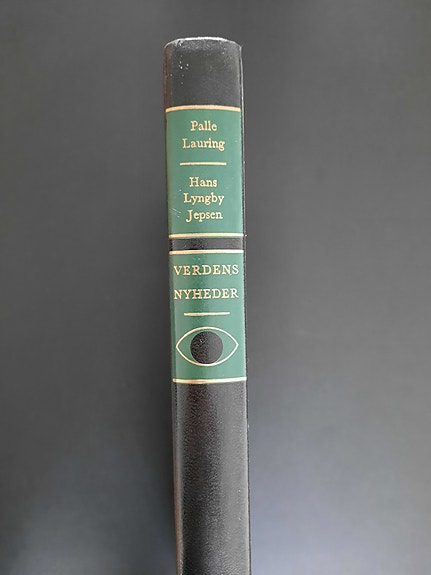 Palle
Lauring
Hans
Lyngby
Jepsen
VERDENS
NYHEDER